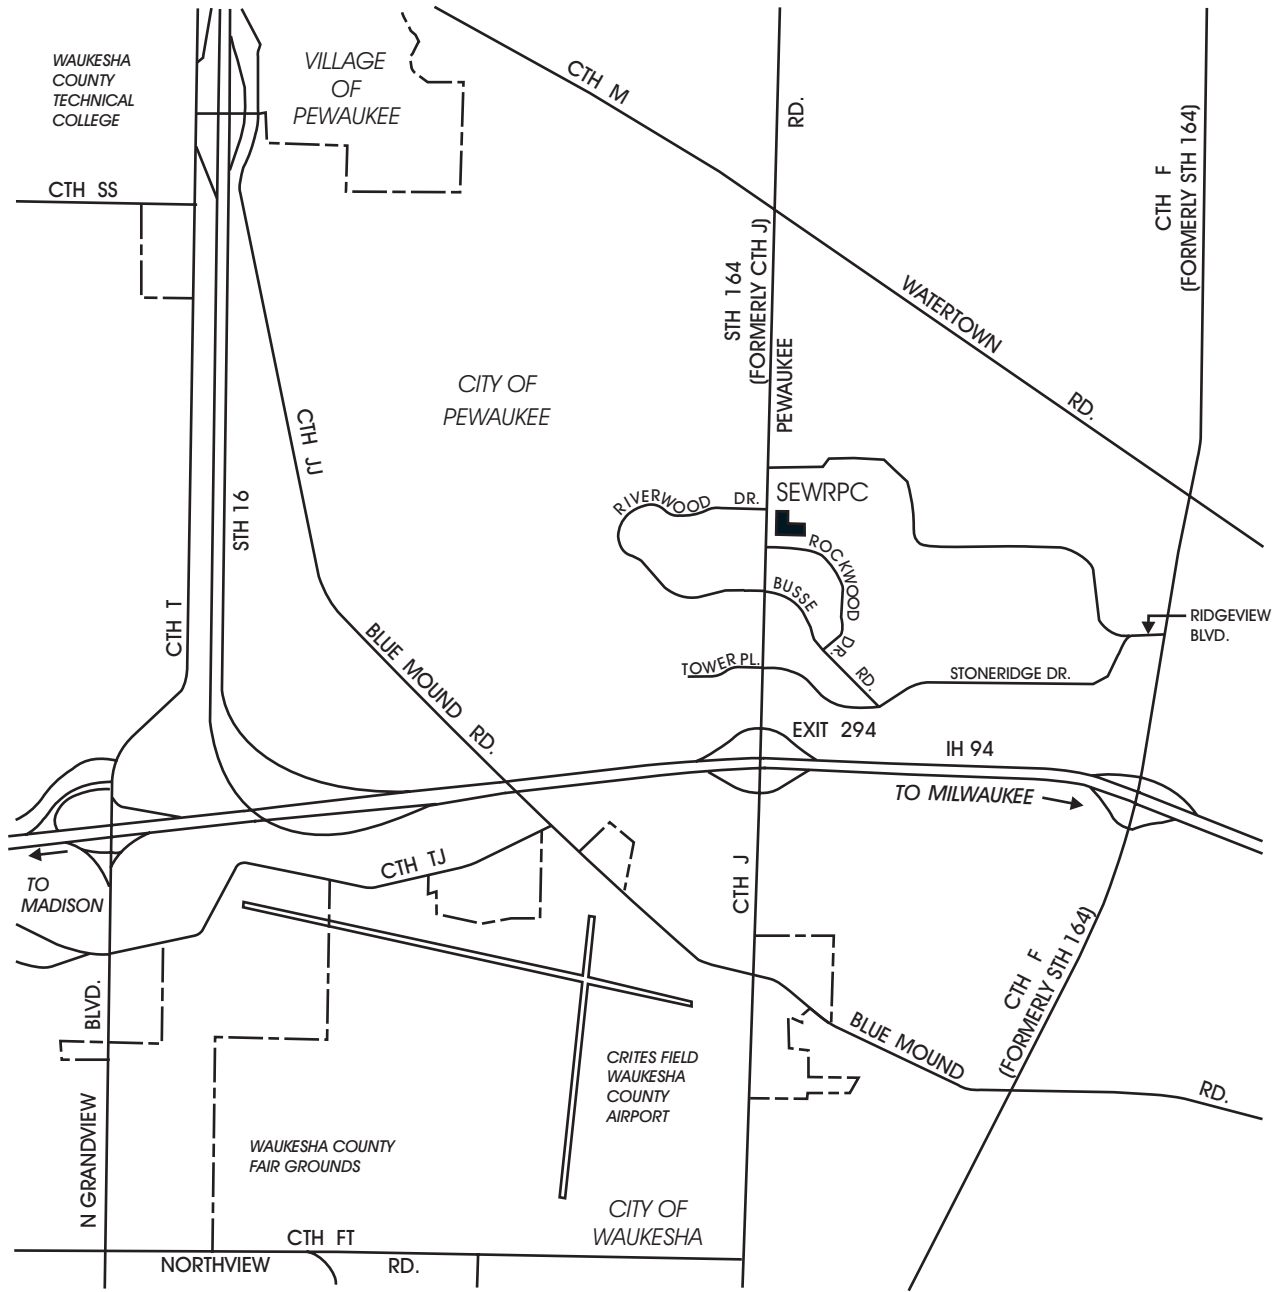 WAUKESHA
COUNTY
TECHNICAL
COLLEGE
VILLAGE
OF
PEWAUKEE
CTH M
RD.
CTH F
(FORMERLY STH 164)
CTH SS
STH 164
(FORMERLY CTH J)
PEWAUKEE
WATERTOWN
RD.
CITY OF
PEWAUKEE
CTH JJ
STH 16
CTH T
RIVERWOOD DR.
SEWRPC
ROCKWOOD DR.
BUSSE RD.
RIDGEVIEW
BLVD.
TOWER PL.
STONERIDGE DR.
BLUE MOUND RD.
EXIT 294
IH 94
TO MILWAUKEE
TO
MADISON
CTH TJ
CTH J
CTH F
(FORMERLY STH 164)
BLVD.
N GRANDVIEW
CRITES FIELD
WAUKESHA
COUNTY
AIRPORT
BLUE MOUND
RD.
WAUKESHA COUNTY
FAIR GROUNDS
CITY OF
WAUKESHA
CTH FT
NORTHVIEW RD.